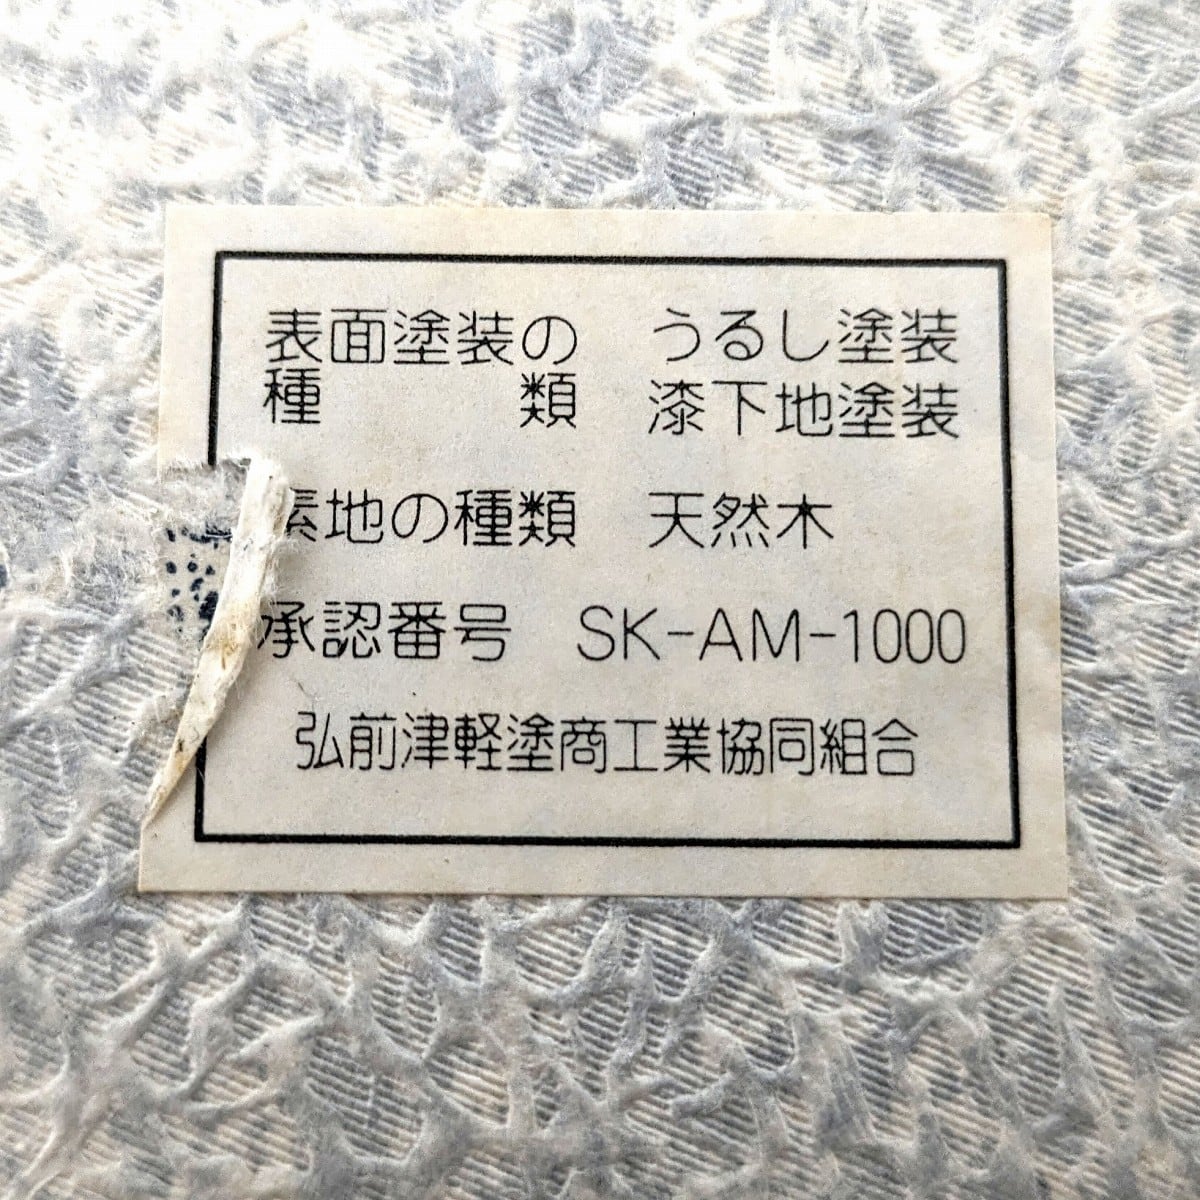 表面塗装の種類 うるし塗装
漆下地塗装
素地の種類 天然木
承認番号 SK-AM-1000
弘前津軽塗商工業協同組合